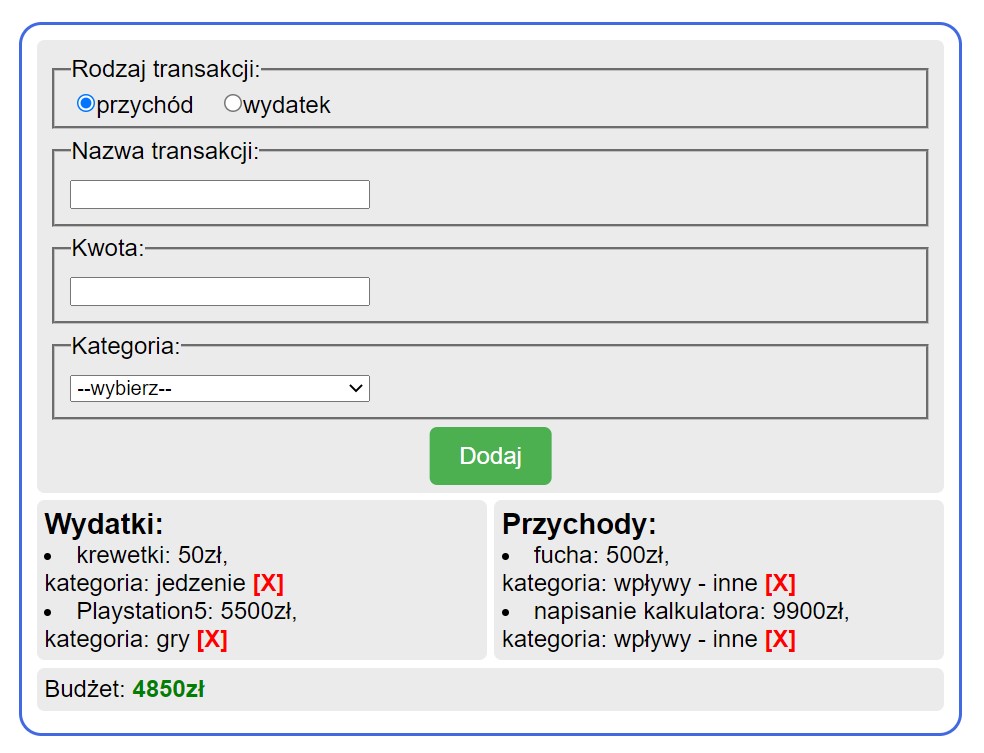 Rodzaj transakcji:
przychód wydatek
Nazwa transakcji:
Kwota:
Kategoria:
--wybierz--
Dodaj
Wydatki:
• krewetki: 50zł,
kategoria: jedzenie [X]
• Playstation5: 5500zł,
kategoria: gry [X]
Przychody:
• fucha: 500zł,
kategoria: wpływy - inne [X]
• napisanie kalkulatora: 9900zł,
kategoria: wpływy - inne [X]
Budżet: 4850zł